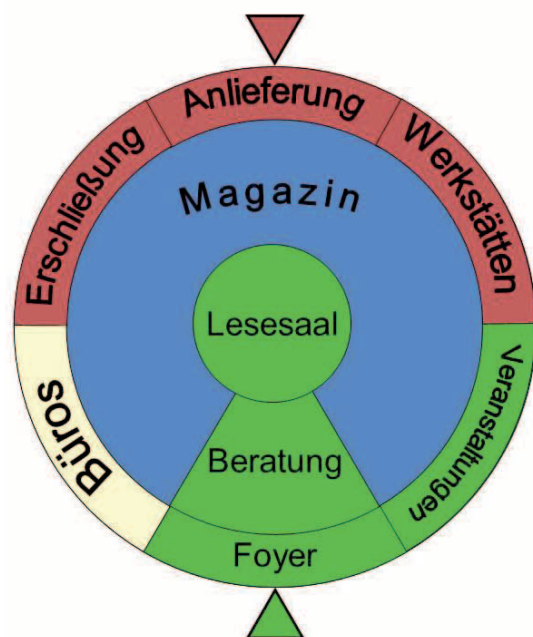 Anlieferung
Erschließung
Werkstätten
Magazin
Lesesaal
Büros
Beratung
Veranstaltungen
Foyer